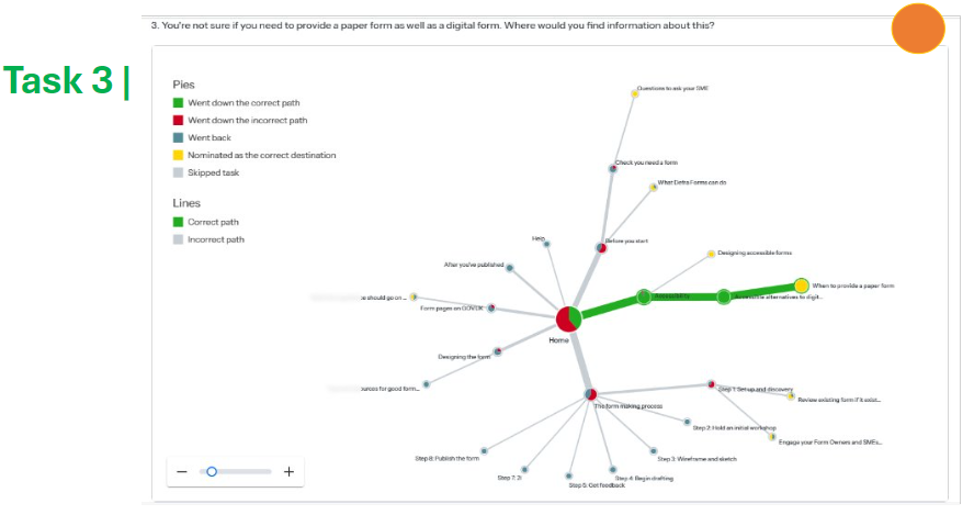 3. You're not sure if you need to provide a paper form as well as a digital form. Where would you find information about this?
Task 3 |
Pies
Went down the correct path
Went down the incorrect path
Went back
Nominated as the correct destination
Skipped task
Lines
Correct path
Incorrect path
Questions to ask your SME
Check you need a form
What Defra Forms can do
Before you start
Help
After you've published
Designing accessible forms
When to provide a paper form
Accessibility
Accessible alternatives to digit...
e should go on ...
Form pages on GOV.UK
Home
Designing the form
ources for good form...
The form making process
Step 1: Set up and discovery
Review existing form if it exist...
Step 2: Hold an initial workshop
Engage your Form Owners and SMEs...
Step 3: Wireframe and sketch
Step 4: Begin drafting
Step 5: Get feedback
Step 7: 2i
Step 8: Publish the form